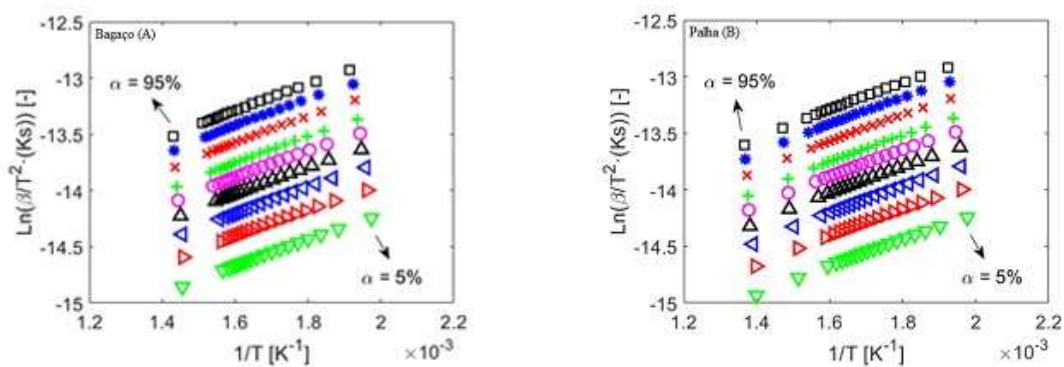 Bagaço (A)
Ln(β/T²·(Ks)) [-]
-12.5
-13
-13.5
-14
-14.5
-15
α = 95%
α = 5%
1.2 1.4 1.6 1.8 2 2.2
1/T [K⁻¹] ×10⁻³
Palha (B)
Ln(β/T²·(Ks)) [-]
-12.5
-13
-13.5
-14
-14.5
-15
α = 95%
α = 5%
1.2 1.4 1.6 1.8 2 2.2
1/T [K⁻¹] ×10⁻³